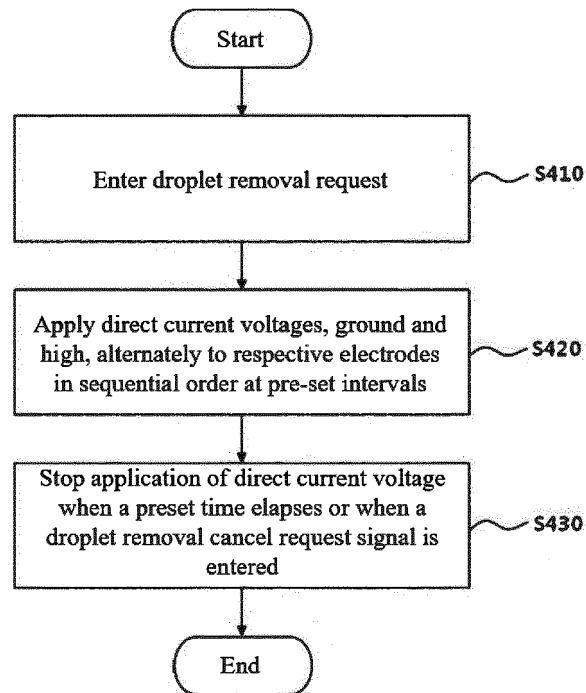 Start
Enter droplet removal request
S410
Apply direct current voltages, ground and
high, alternately to respective electrodes
in sequential order at pre-set intervals
S420
Stop application of direct current voltage
when a preset time elapses or when a
droplet removal cancel request signal is
entered
S430
End